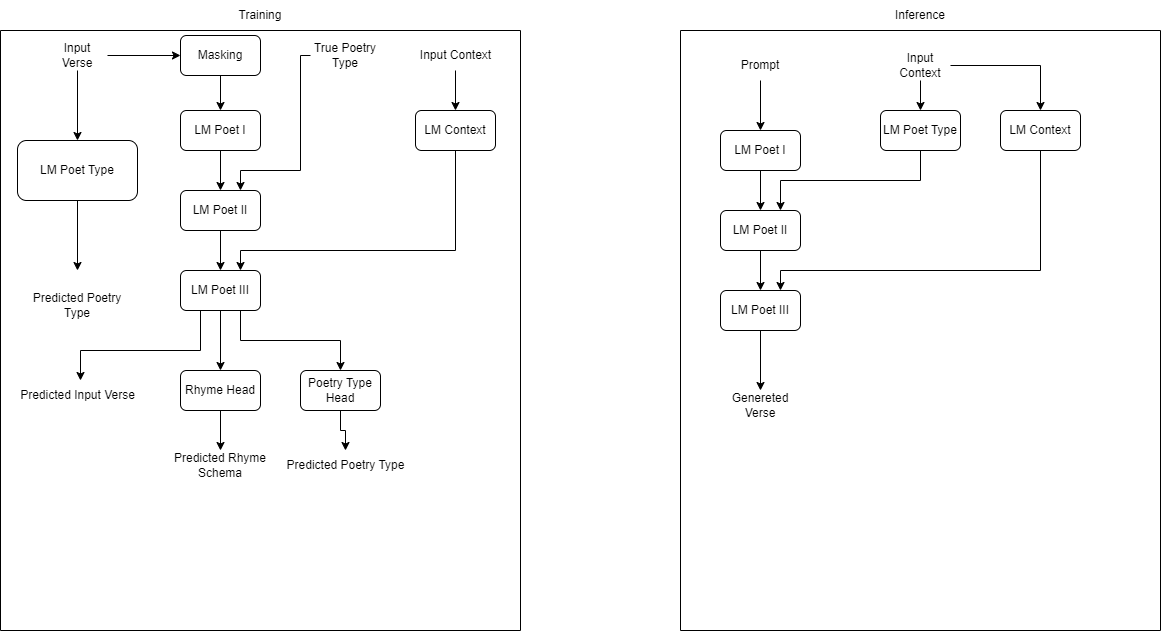 Training
Input
Verse
Masking
True Poetry
Type
Input Context
LM Poet I
LM Context
LM Poet Type
LM Poet II
LM Poet III
Predicted Poetry
Type
Predicted Input Verse
Rhyme Head
Poetry Type
Head
Predicted Rhyme
Schema
Predicted Poetry Type
Inference
Prompt
Input
Context
LM Poet I
LM Poet Type
LM Context
LM Poet II
LM Poet III
Genereted
Verse